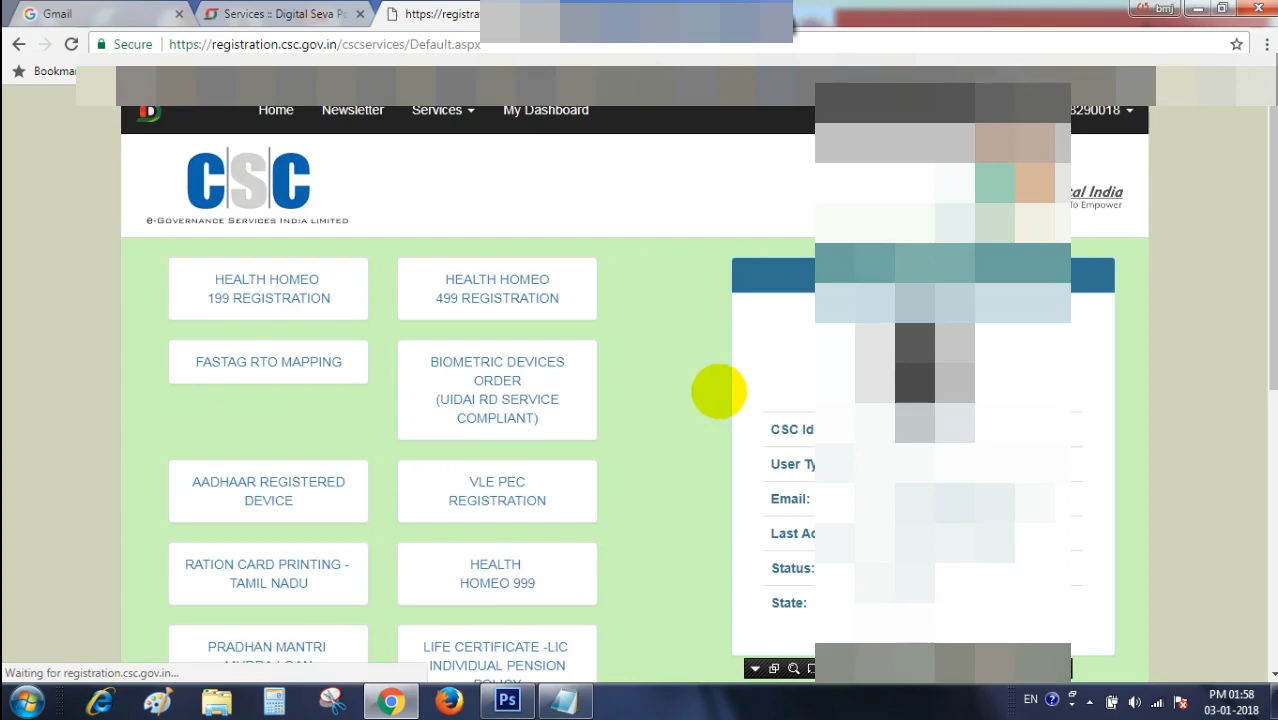 Gmail
Services :: Digital Seva Po
https://registra
bmj
Secure
https://registration.csc.gov.in/cscservices/Default.aspx
Bookma
Home
Newsletter
Services
My Dashboard
8290018
CSC
e-Governance Services India Limited
al India
To Empower
HEALTH HOMEO
199 REGISTRATION
HEALTH HOMEO
499 REGISTRATION
FASTAG RTO MAPPING
BIOMETRIC DEVICES
ORDER
(UIDAI RD SERVICE
COMPLIANT)
AADHAAR REGISTERED
DEVICE
VLE PEC
REGISTRATION
RATION CARD PRINTING -
TAMIL NADU
HEALTH
HOMEO 999
PRADHAN MANTRI
LIFE CERTIFICATE -LIC
INDIVIDUAL PENSION
CSC Id
User Ty
Email:
Last Ac
Status:
State:
Waiting for registration.csc.gov.in...
Ps
EN
PM 01:58
03-01-2018